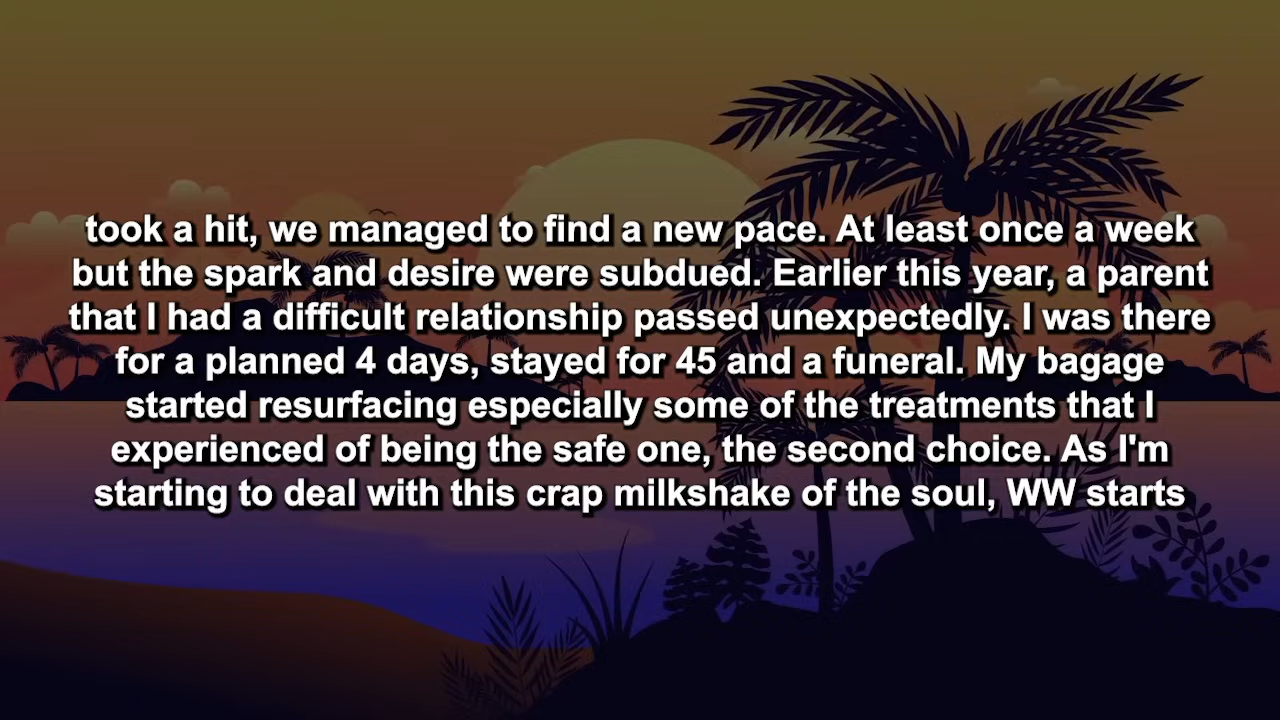 took a hit, we managed to find a new pace. At least once a week
but the spark and desire were subdued. Earlier this year, a parent
that I had a difficult relationship passed unexpectedly. I was there
for a planned 4 days, stayed for 45 and a funeral. My bagage
started resurfacing especially some of the treatments that I
experienced of being the safe one, the second choice. As I'm
starting to deal with this crap milkshake of the soul, WW starts